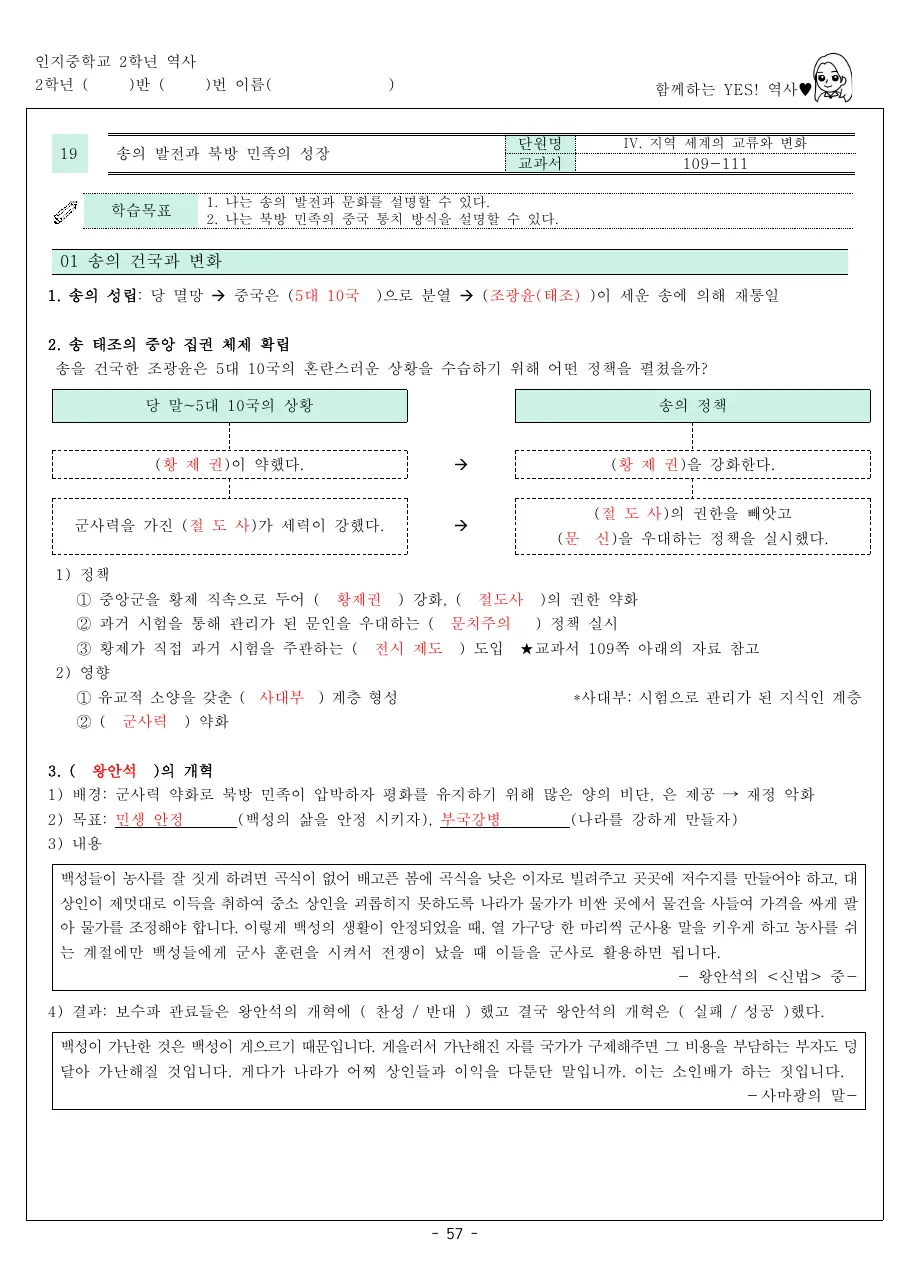 인지중학교 2학년 역사
2학년 (    )반 (    )번 이름(            )
함께하는 YES! 역사♥
19 송의 발전과 북방 민족의 성장 단원명 Ⅳ. 지역 세계의 교류와 변화
교과서 109-111
학습목표
1. 나는 송의 발전과 문화를 설명할 수 있다.
2. 나는 북방 민족의 중국 통치 방식을 설명할 수 있다.
01 송의 건국과 변화
1. 송의 성립: 당 멸망 → 중국은 (5대 10국  )으로 분열 → (조광윤(태조) )이 세운 송에 의해 재통일
2. 송 태조의 중앙 집권 체제 확립
송을 건국한 조광윤은 5대 10국의 혼란스러운 상황을 수습하기 위해 어떤 정책을 펼쳤을까?
당 말~5대 10국의 상황 송의 정책
(황 제 권)이 약했다. → (황 제 권)을 강화한다.
군사력을 가진 (절 도 사)가 세력이 강했다. → (절 도 사)의 권한을 빼앗고
(문  신)을 우대하는 정책을 실시했다.
1) 정책
① 중앙군을 황제 직속으로 두어 (  황제권  ) 강화, (  절도사  )의 권한 약화
② 과거 시험을 통해 관리가 된 문인을 우대하는 (  문치주의   ) 정책 실시
③ 황제가 직접 과거 시험을 주관하는 (  전시 제도  ) 도입  ★교과서 109쪽 아래의 자료 참고
2) 영향
① 유교적 소양을 갖춘 (  사대부  ) 계층 형성 *사대부: 시험으로 관리가 된 지식인 계층
② (  군사력  ) 약화
3. (  왕안석  )의 개혁
1) 배경: 군사력 약화로 북방 민족이 압박하자 평화를 유지하기 위해 많은 양의 비단, 은 제공 → 재정 악화
2) 목표: 민생 안정      (백성의 삶을 안정 시키자), 부국강병        (나라를 강하게 만들자)
3) 내용
백성들이 농사를 잘 짓게 하려면 곡식이 없어 배고픈 봄에 곡식을 낮은 이자로 빌려주고 곳곳에 저수지를 만들어야 하고, 대
상인이 제멋대로 이득을 취하여 중소 상인을 괴롭히지 못하도록 나라가 물가가 비싼 곳에서 물건을 사들여 가격을 싸게 팔
아 물가를 조정해야 합니다. 이렇게 백성의 생활이 안정되었을 때, 열 가구당 한 마리씩 군사용 말을 키우게 하고 농사를 쉬
는 계절에만 백성들에게 군사 훈련을 시켜서 전쟁이 났을 때 이들을 군사로 활용하면 됩니다.
- 왕안석의 <신법> 중-
4) 결과: 보수파 관료들은 왕안석의 개혁에 ( 찬성 / 반대 ) 했고 결국 왕안석의 개혁은 ( 실패 / 성공 )했다.
백성이 가난한 것은 백성이 게으르기 때문입니다. 게을러서 가난해진 자를 국가가 구제해주면 그 비용을 부담하는 부자도 덩
달아 가난해질 것입니다. 게다가 나라가 어찌 상인들과 이익을 다툰단 말입니까. 이는 소인배가 하는 짓입니다.
-사마광의 말-
- 57 -